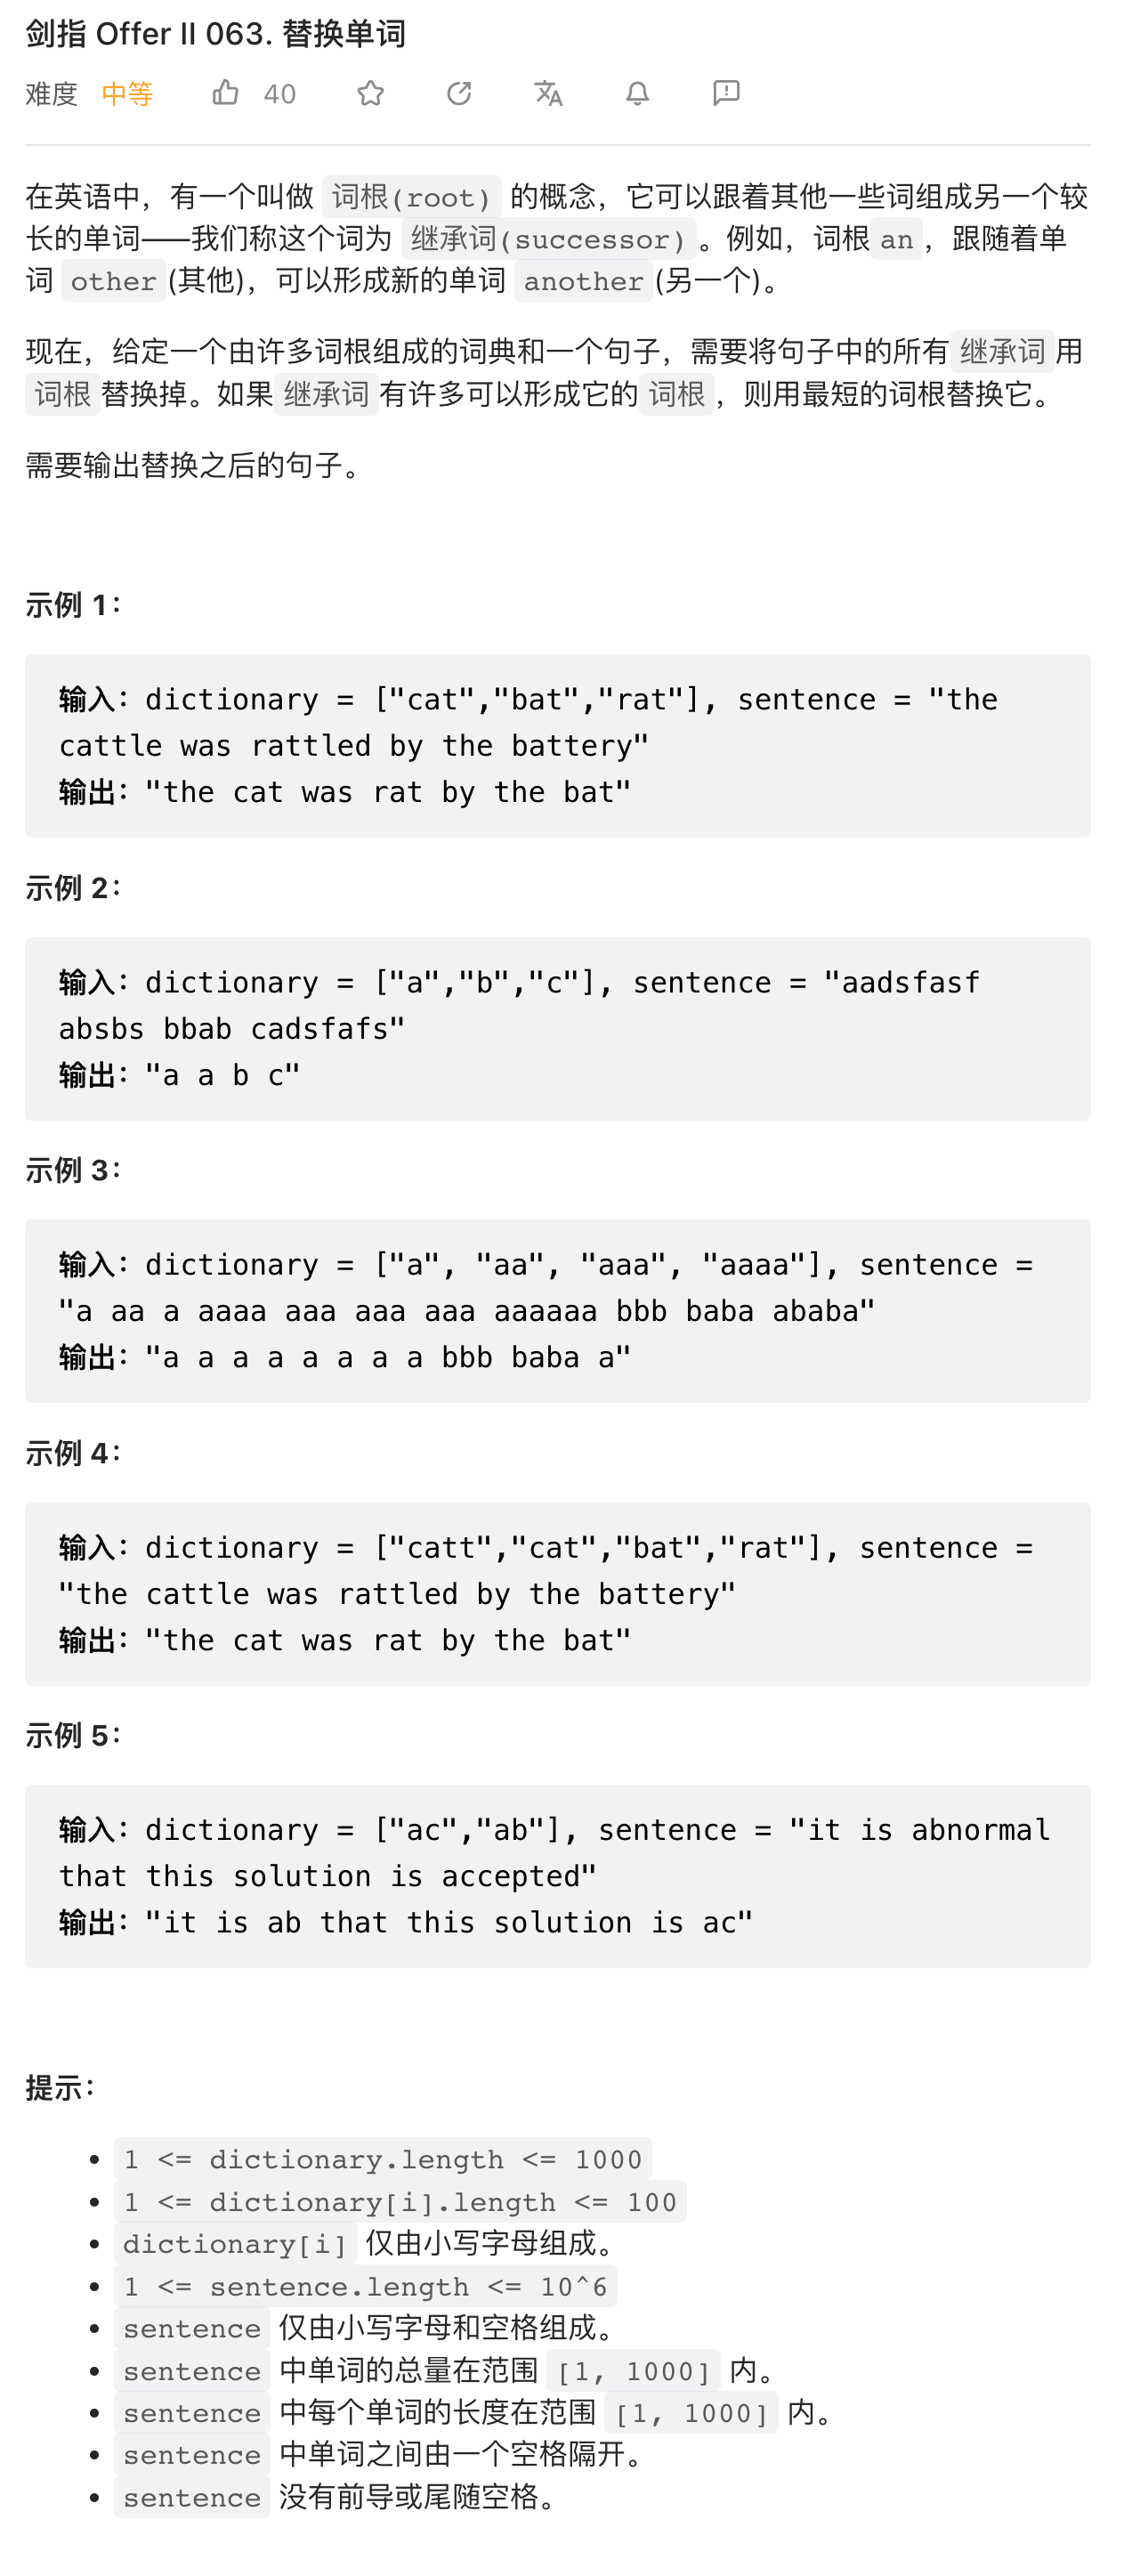 剑指 Offer II 063. 替换单词
难度 中等 40
在英语中，有一个叫做 词根(root) 的概念，它可以跟着其他一些词组成另一个较
长的单词——我们称这个词为 继承词(successor)。例如，词根an，跟随着单
词 other(其他)，可以形成新的单词 another(另一个)。
现在，给定一个由许多词根组成的词典和一个句子，需要将句子中的所有继承词用
词根替换掉。如果继承词有许多可以形成它的词根，则用最短的词根替换它。
需要输出替换之后的句子。
示例 1：
输入：dictionary = ["cat","bat","rat"], sentence = "the
cattle was rattled by the battery"
输出："the cat was rat by the bat"
示例 2：
输入：dictionary = ["a","b","c"], sentence = "aadsfasf
absbs bbab cadsfafs"
输出："a a b c"
示例 3：
输入：dictionary = ["a", "aa", "aaa", "aaaa"], sentence =
"a aa a aaaa aaa aaa aaa aaaaaa bbb baba ababa"
输出："a a a a a a a a bbb baba a"
示例 4：
输入：dictionary = ["catt","cat","bat","rat"], sentence =
"the cattle was rattled by the battery"
输出："the cat was rat by the bat"
示例 5：
输入：dictionary = ["ac","ab"], sentence = "it is abnormal
that this solution is accepted"
输出："it is ab that this solution is ac"
提示：
• 1 <= dictionary.length <= 1000
• 1 <= dictionary[i].length <= 100
• dictionary[i] 仅由小写字母组成。
• 1 <= sentence.length <= 10^6
• sentence 仅由小写字母和空格组成。
• sentence 中单词的总量在范围 [1, 1000] 内。
• sentence 中每个单词的长度在范围 [1, 1000] 内。
• sentence 中单词之间由一个空格隔开。
• sentence 没有前导或尾随空格。